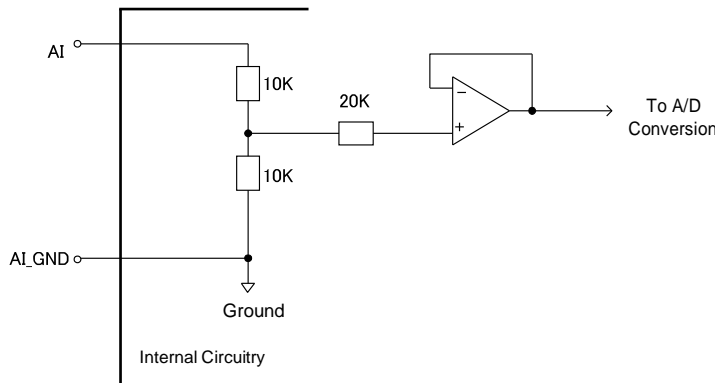 AI
10K
20K
To A/D
Conversion
10K
AI_GND
Ground
Internal Circuitry